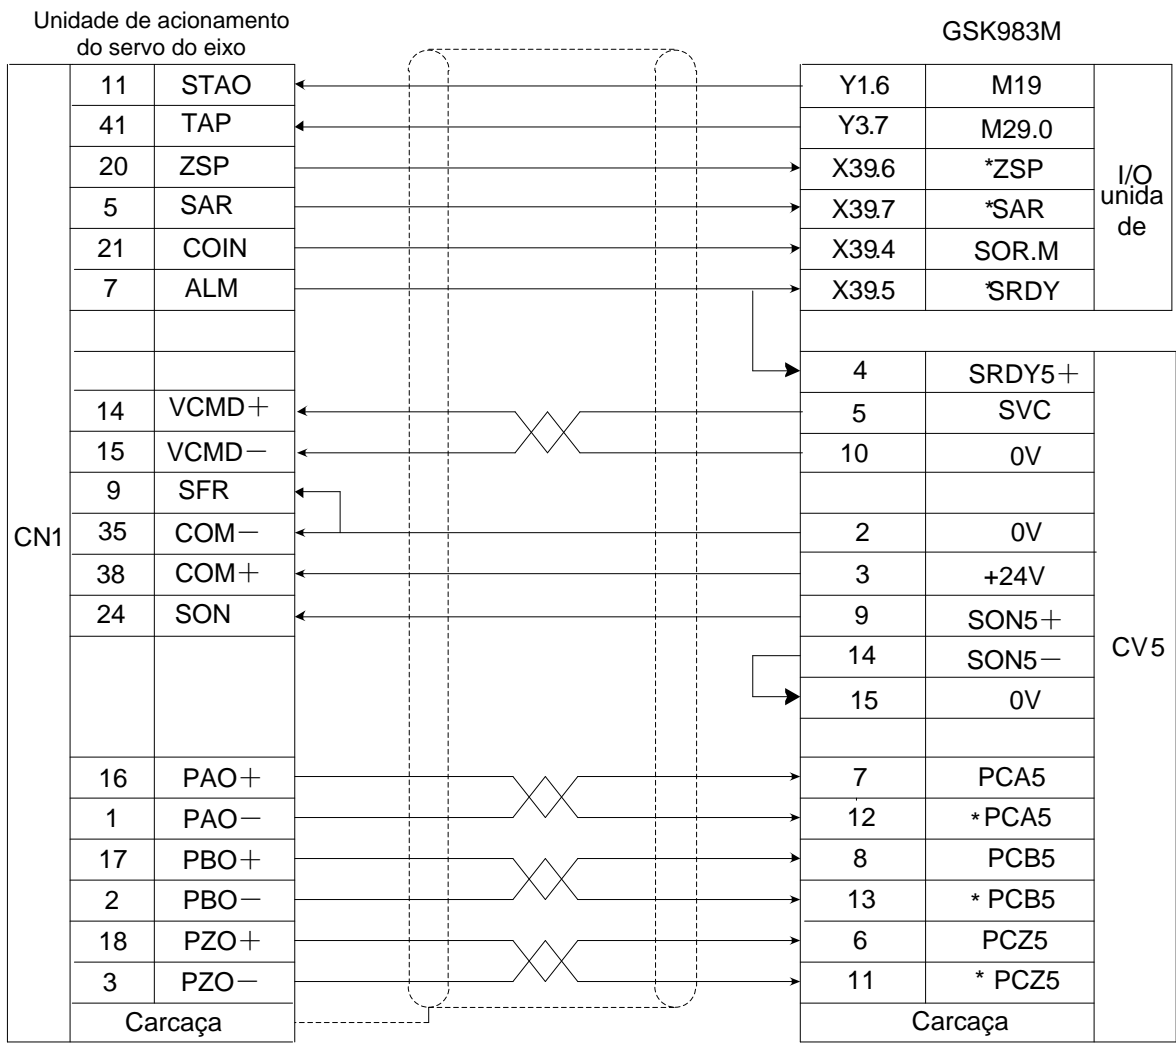 Unidade de acionamento
do servo do eixo
GSK983M
11 STAO Y1.6 M19
41 TAP Y3.7 M29.0
20 ZSP X39.6 *ZSP
5 SAR X39.7 *SAR
21 COIN X39.4 SOR.M
7 ALM X39.5 *SRDY
I/O
unida
de
4 SRDY5+
14 VCMD+ 5 SVC
15 VCMD- 10 0V
9 SFR
CN1 35 COM- 2 0V
38 COM+ 3 +24V
24 SON 9 SON5+
14 SON5- CV5
15 0V
16 PAO+ 7 PCA5
1 PAO- 12 *PCA5
17 PBO+ 8 PCB5
2 PBO- 13 * PCB5
18 PZO+ 6 PCZ5
3 PZO- 11 * PCZ5
Carcaça Carcaça